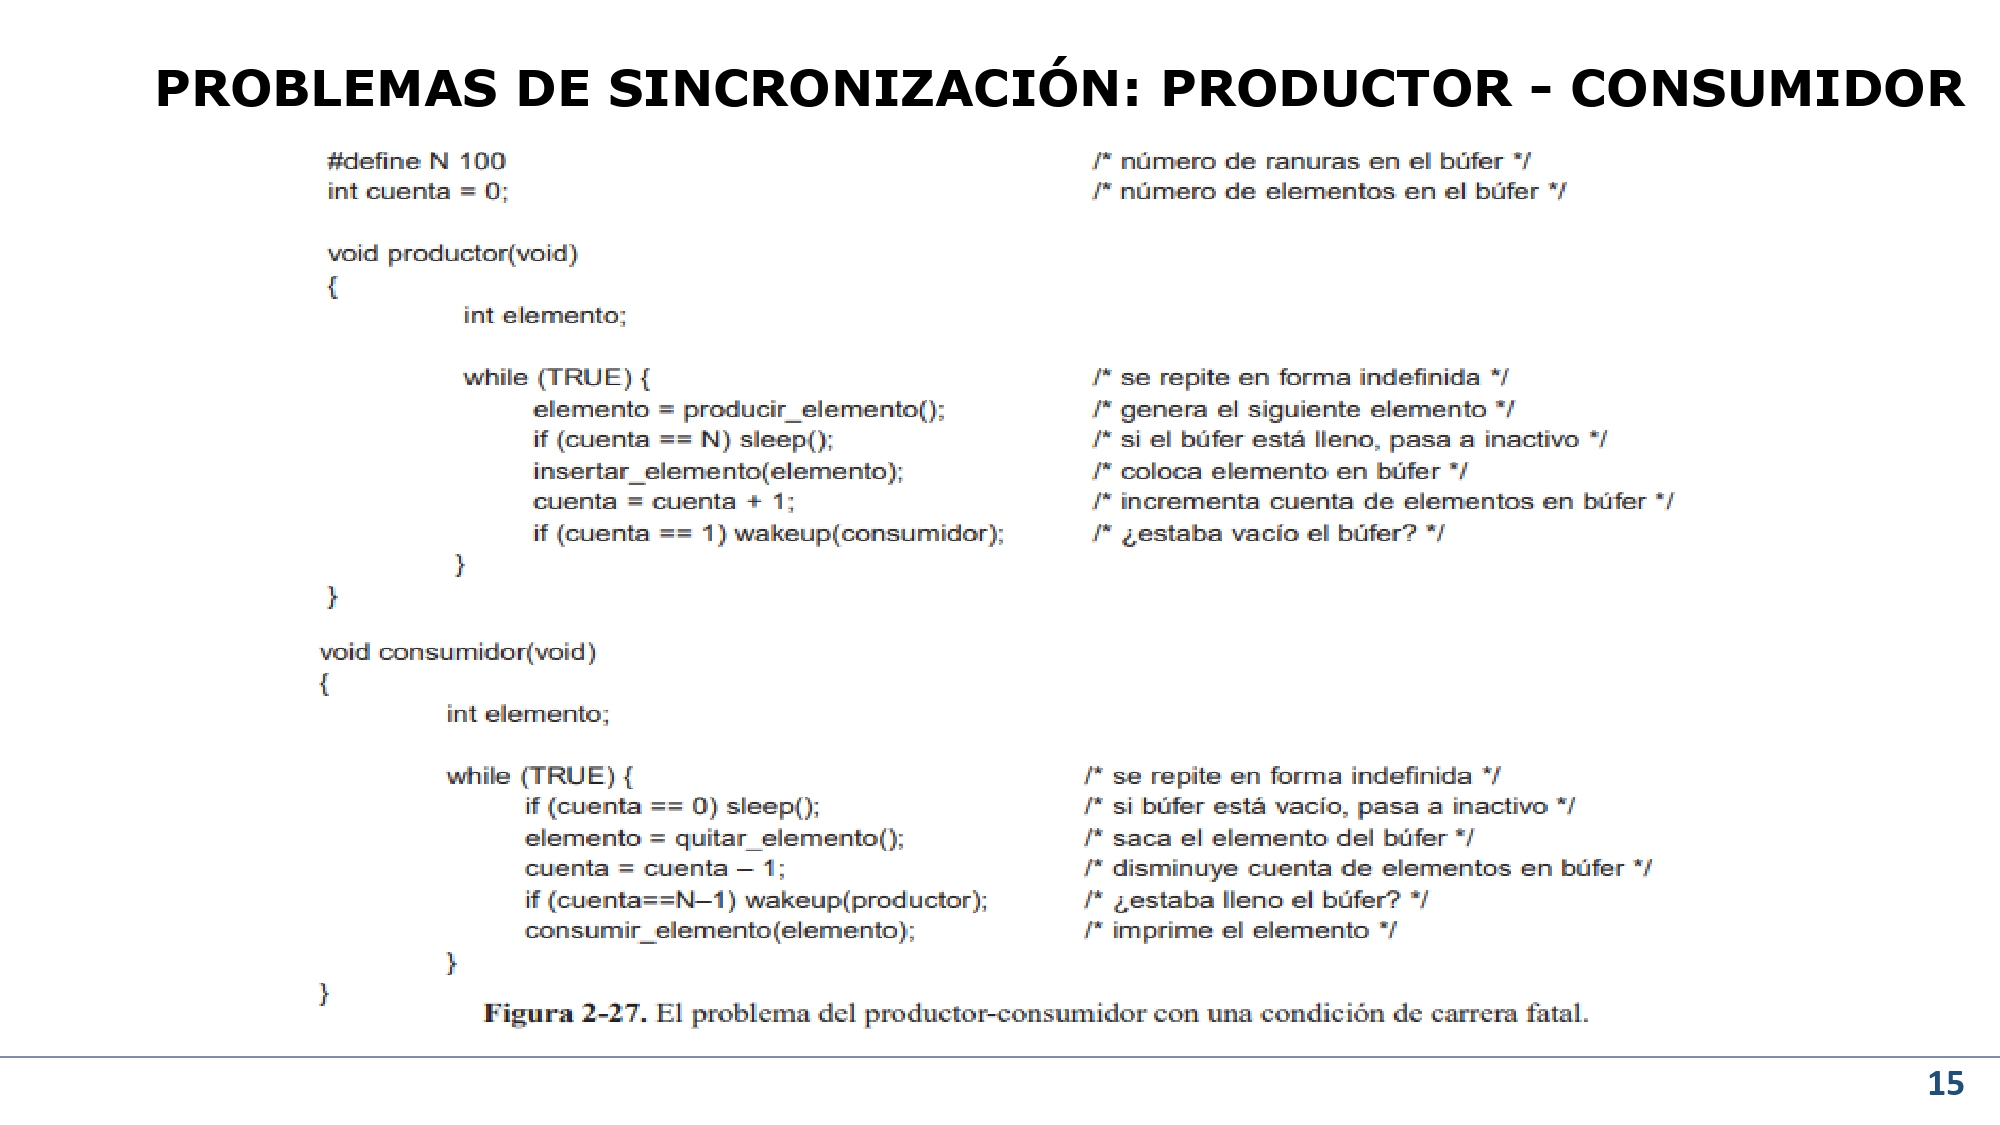 PROBLEMAS DE SINCRONIZACIÓN: PRODUCTOR - CONSUMIDOR
#define N 100 /* número de ranuras en el búfer */
int cuenta = 0; /* número de elementos en el búfer */
void productor(void)
{
int elemento;
while (TRUE) { /* se repite en forma indefinida */
elemento = producir_elemento(); /* genera el siguiente elemento */
if (cuenta == N) sleep(); /* si el búfer está lleno, pasa a inactivo */
insertar_elemento(elemento); /* coloca elemento en búfer */
cuenta = cuenta + 1; /* incrementa cuenta de elementos en búfer */
if (cuenta == 1) wakeup(consumidor); /* ¿estaba vacío el búfer? */
}
}
void consumidor(void)
{
int elemento;
while (TRUE) { /* se repite en forma indefinida */
if (cuenta == 0) sleep(); /* si búfer está vacío, pasa a inactivo */
elemento = quitar_elemento(); /* saca el elemento del búfer */
cuenta = cuenta – 1; /* disminuye cuenta de elementos en búfer */
if (cuenta==N–1) wakeup(productor); /* ¿estaba lleno el búfer? */
consumir_elemento(elemento); /* imprime el elemento */
}
}
Figura 2-27. El problema del productor-consumidor con una condición de carrera fatal.
15